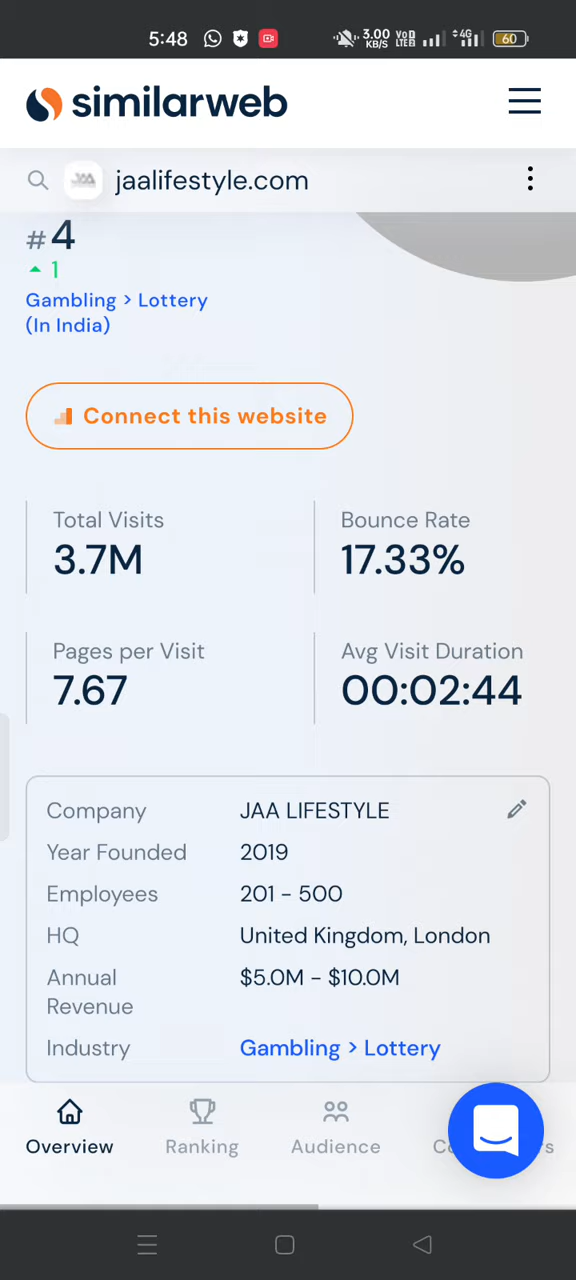 5:48 3.00 KB/S VoD LTEB 4G 60
similarweb
jaalifestyle.com
#4
1
Gambling > Lottery
(In India)
Connect this website
Total Visits Bounce Rate
3.7M 17.33%
Pages per Visit Avg Visit Duration
7.67 00:02:44
Company JAA LIFESTYLE
Year Founded 2019
Employees 201 - 500
HQ United Kingdom, London
Annual Revenue $5.0M - $10.0M
Industry Gambling > Lottery
Overview Ranking Audience